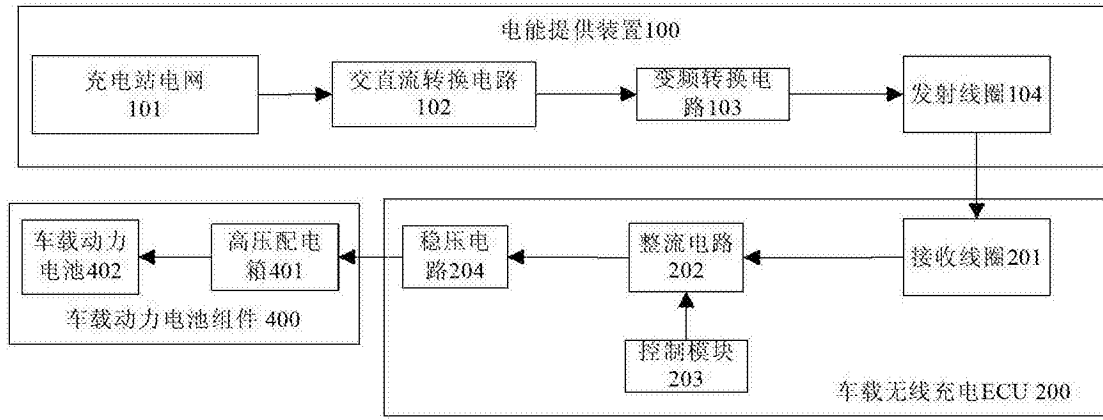 电能提供装置100
充电站电网
101
交直流转换电路
102
变频转换电
路103
发射线圈104
车载动力
电池402
高压配电
箱401
稳压电
路204
整流电路
202
接收线圈201
车载动力电池组件 400
控制模块
203
车载无线充电ECU 200